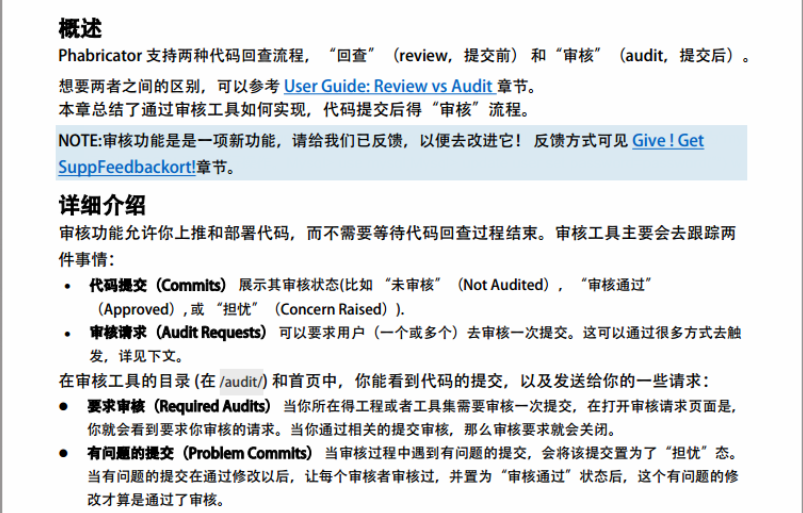 概述
Phabricator 支持两种代码回查流程，“回查”（review，提交前）和“审核”（audit，提交后）。
想要两者之间的区别，可以参考 User Guide: Review vs Audit 章节。
本章总结了通过审核工具如何实现，代码提交后得“审核”流程。
NOTE:审核功能是是一项新功能，请给我们已反馈，以便去改进它！ 反馈方式可见 Give ! Get
SuppFeedbackort!章节。
详细介绍
审核功能允许你上推和部署代码，而不需要等待代码回查过程结束。审核工具主要会去跟踪两
件事情：
• 代码提交（Commits） 展示其审核状态(比如 “未审核”（Not Audited）, “审核通过”
（Approved）, 或 “担忧”（Concern Raised）).
• 审核请求（Audit Requests） 可以要求用户（一个或多个）去审核一次提交。这可以通过很多方式去触
发，详见下文。
在审核工具的目录 (在 /audit/) 和首页中，你能看到代码的提交，以及发送给你的一些请求：
● 要求审核（Required Audits） 当你所在得工程或者工具集需要审核一次提交，在打开审核请求页面是，
你就会看到要求你审核的请求。当你通过相关的提交审核，那么审核要求就会关闭。
● 有问题的提交（Problem Commits） 当审核过程中遇到有问题的提交，会将该提交置为了“担忧”态。
当有问题的提交在通过修改以后，让每个审核者审核过，并置为“审核通过”状态后，这个有问题的修
改才算是通过了审核。